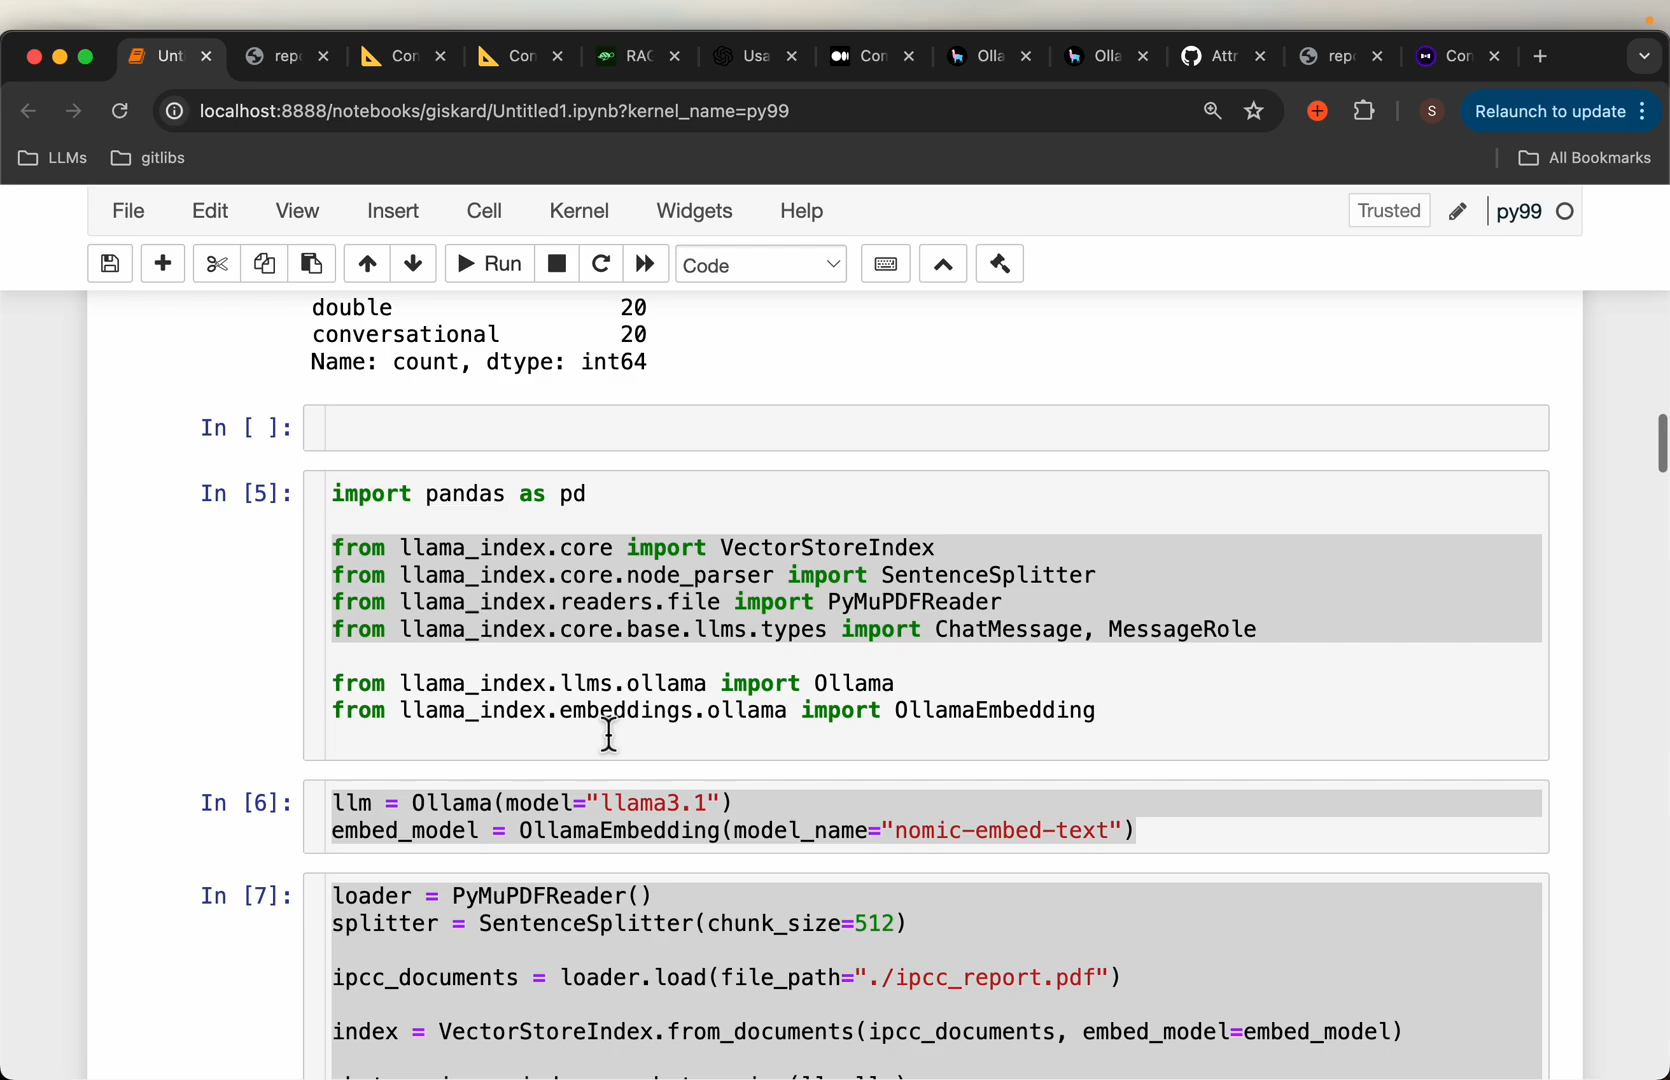 Unt
rep
Con
Con
RAG
Usa
Con
Olla
Olla
Attr
rep
Con
localhost:8888/notebooks/giskard/Untitled1.ipynb?kernel_name=py99
S
Relaunch to update
LLMs
gitlibs
All Bookmarks
File Edit View Insert Cell Kernel Widgets Help
Trusted
py99
Run
Code
double 20
conversational 20
Name: count, dtype: int64
In [ ]:
In [5]:
import pandas as pd
from llama_index.core import VectorStoreIndex
from llama_index.core.node_parser import SentenceSplitter
from llama_index.readers.file import PyMuPDFReader
from llama_index.core.base.llms.types import ChatMessage, MessageRole
from llama_index.llms.ollama import Ollama
from llama_index.embeddings.ollama import OllamaEmbedding
In [6]:
llm = Ollama(model="llama3.1")
embed_model = OllamaEmbedding(model_name="nomic-embed-text")
In [7]:
loader = PyMuPDFReader()
splitter = SentenceSplitter(chunk_size=512)
ipcc_documents = loader.load(file_path="./ipcc_report.pdf")
index = VectorStoreIndex.from_documents(ipcc_documents, embed_model=embed_model)